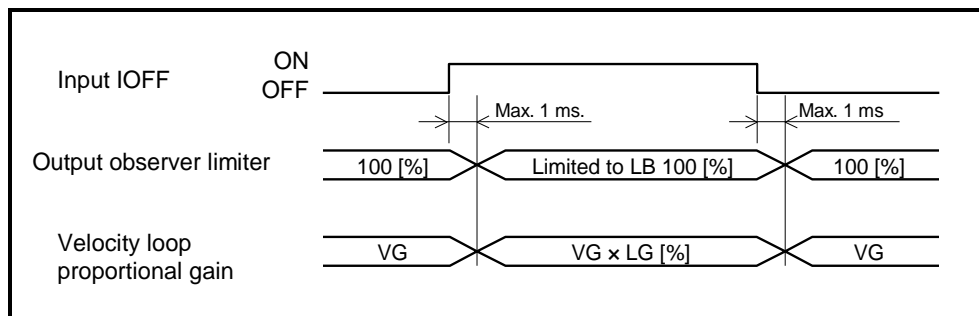 Input IOFF
ON
OFF
Max. 1 ms.
Max. 1 ms
Output observer limiter
100 [%]
Limited to LB 100 [%]
100 [%]
Velocity loop
proportional gain
VG
VG × LG [%]
VG